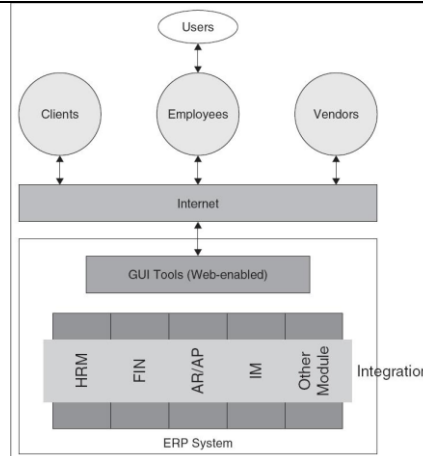 Users
Clients
Employees
Vendors
Internet
GUI Tools (Web-enabled)
HRM
FIN
AR/AP
IM
Other
Module
Integration
ERP System